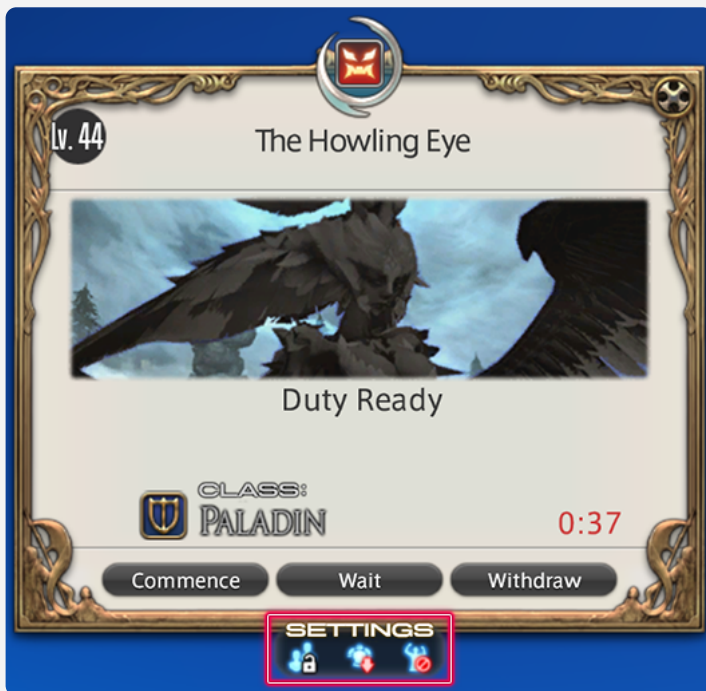 Lv. 44
The Howling Eye
Duty Ready
CLASS:
PALADIN
0:37
Commence
Wait
Withdraw
SETTINGS